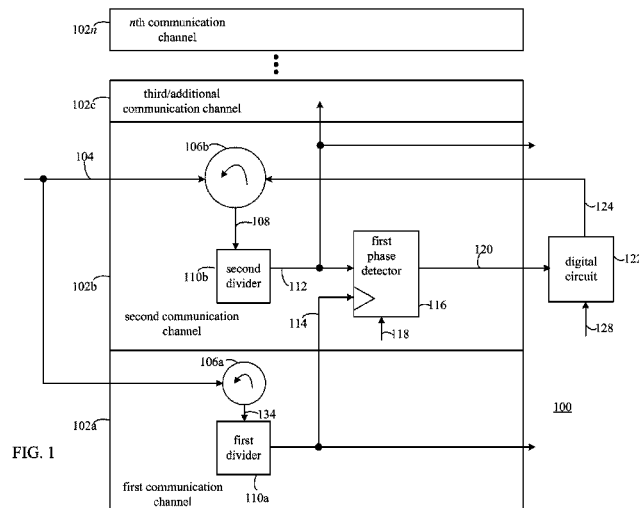 102n
nth communication
channel
102c
third/additional
communication channel
106b
104
124
108
first
phase
detector
120
digital
circuit
122
110b
second
divider
112
102b
116
114
118
128
second communication channel
106a
134
100
102a
first
divider
FIG. 1
first communication
channel
110a